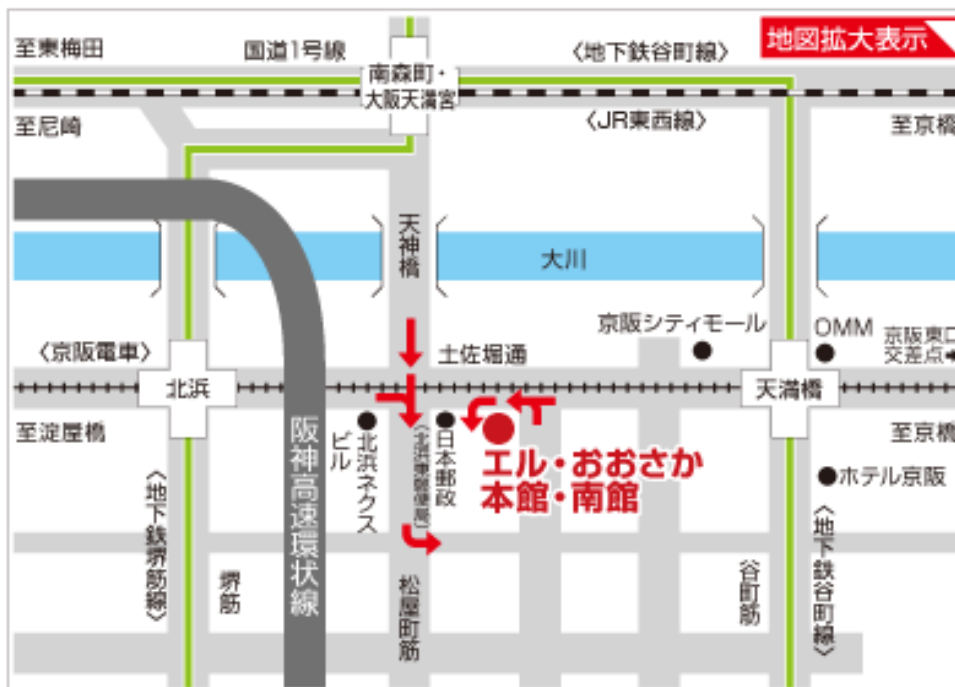 至東梅田
国道1号線
〈地下鉄谷町線〉
地図拡大表示
南森町・
大阪天満宮
至尼崎
〈JR東西線〉
至京橋
天神橋
大川
京阪シティモール
OMM
京阪東口
交差点
〈京阪電車〉
土佐堀通
北浜
天満橋
至淀屋橋
至京橋
阪神高速環状線
北浜ネクス
ビル
〈北浜東郵便局〉
日本郵政
エル・おおさか
本館・南館
ホテル京阪
〈地下鉄堺筋線〉
堺筋
松屋町筋
谷町筋
〈地下鉄谷町線〉